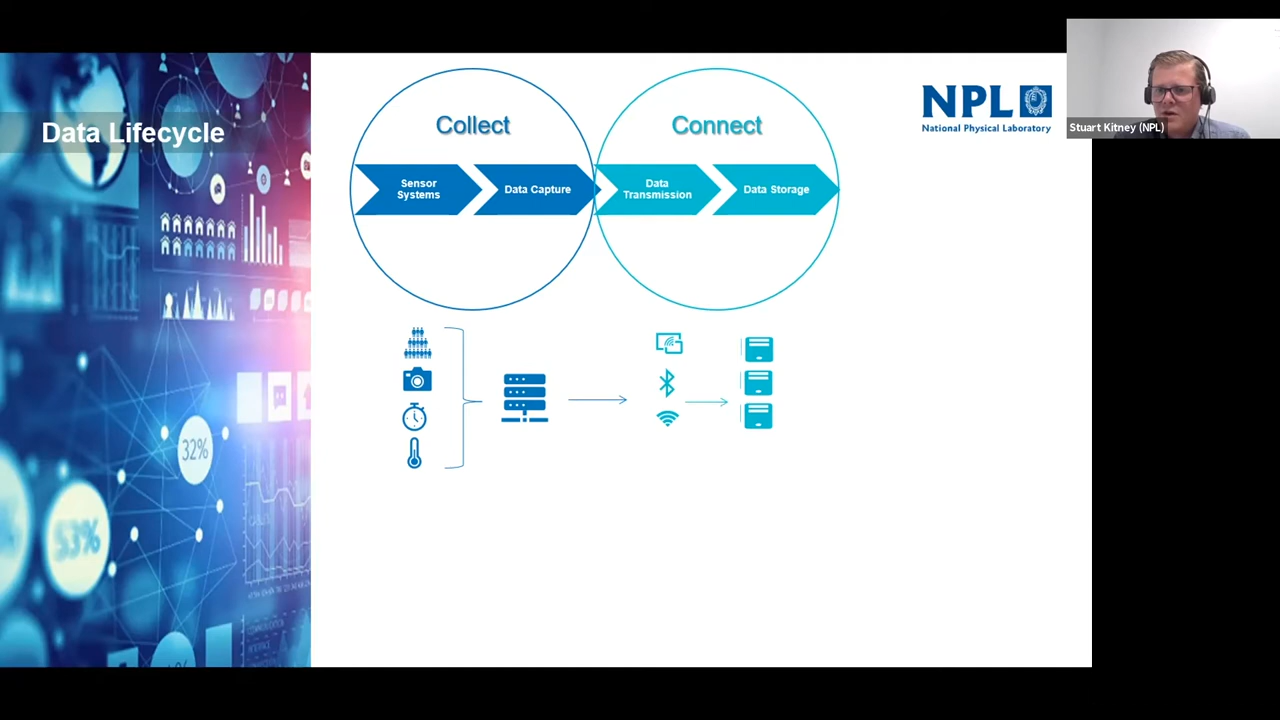 Data Lifecycle
Collect
Connect
Sensor
Systems
Data Capture
Data
Transmission
Data Storage
NPL
National Physical Laboratory
Stuart Kitney (NPL)
32%
53%